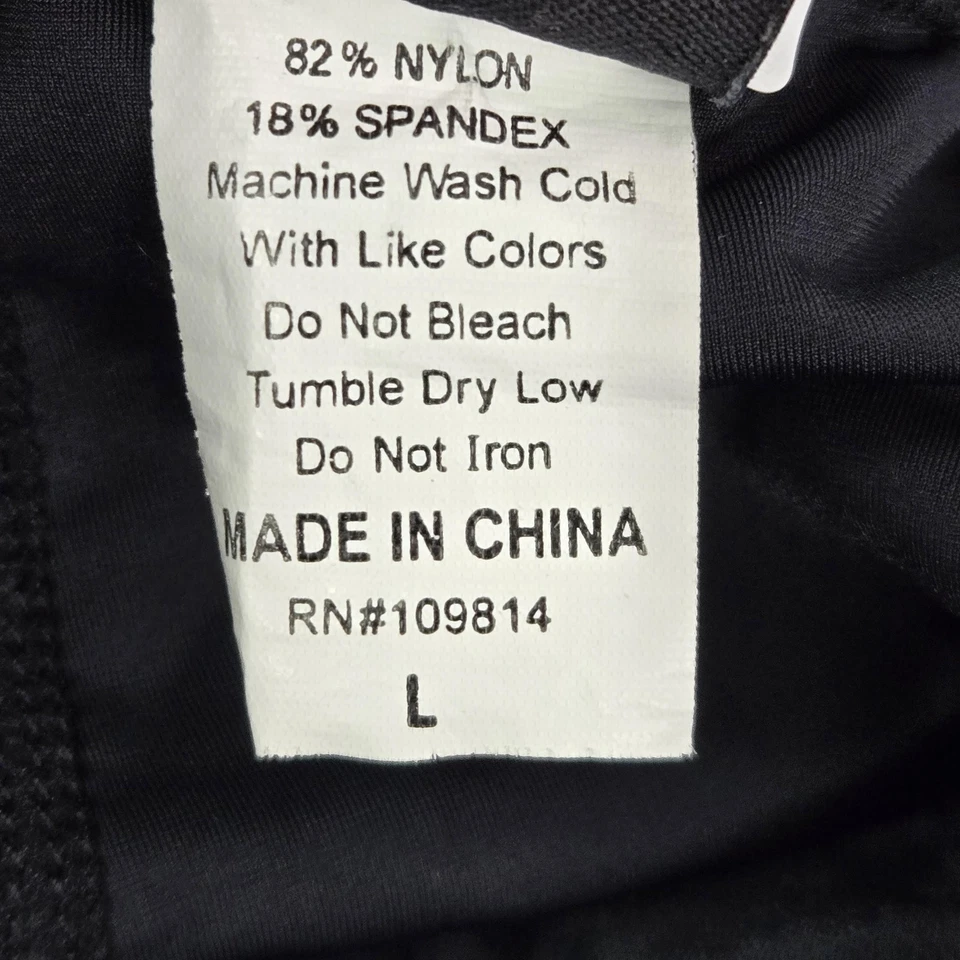 82% NYLON
18% SPANDEX
Machine Wash Cold
With Like Colors
Do Not Bleach
Tumble Dry Low
Do Not Iron
MADE IN CHINA
RN#109814
L